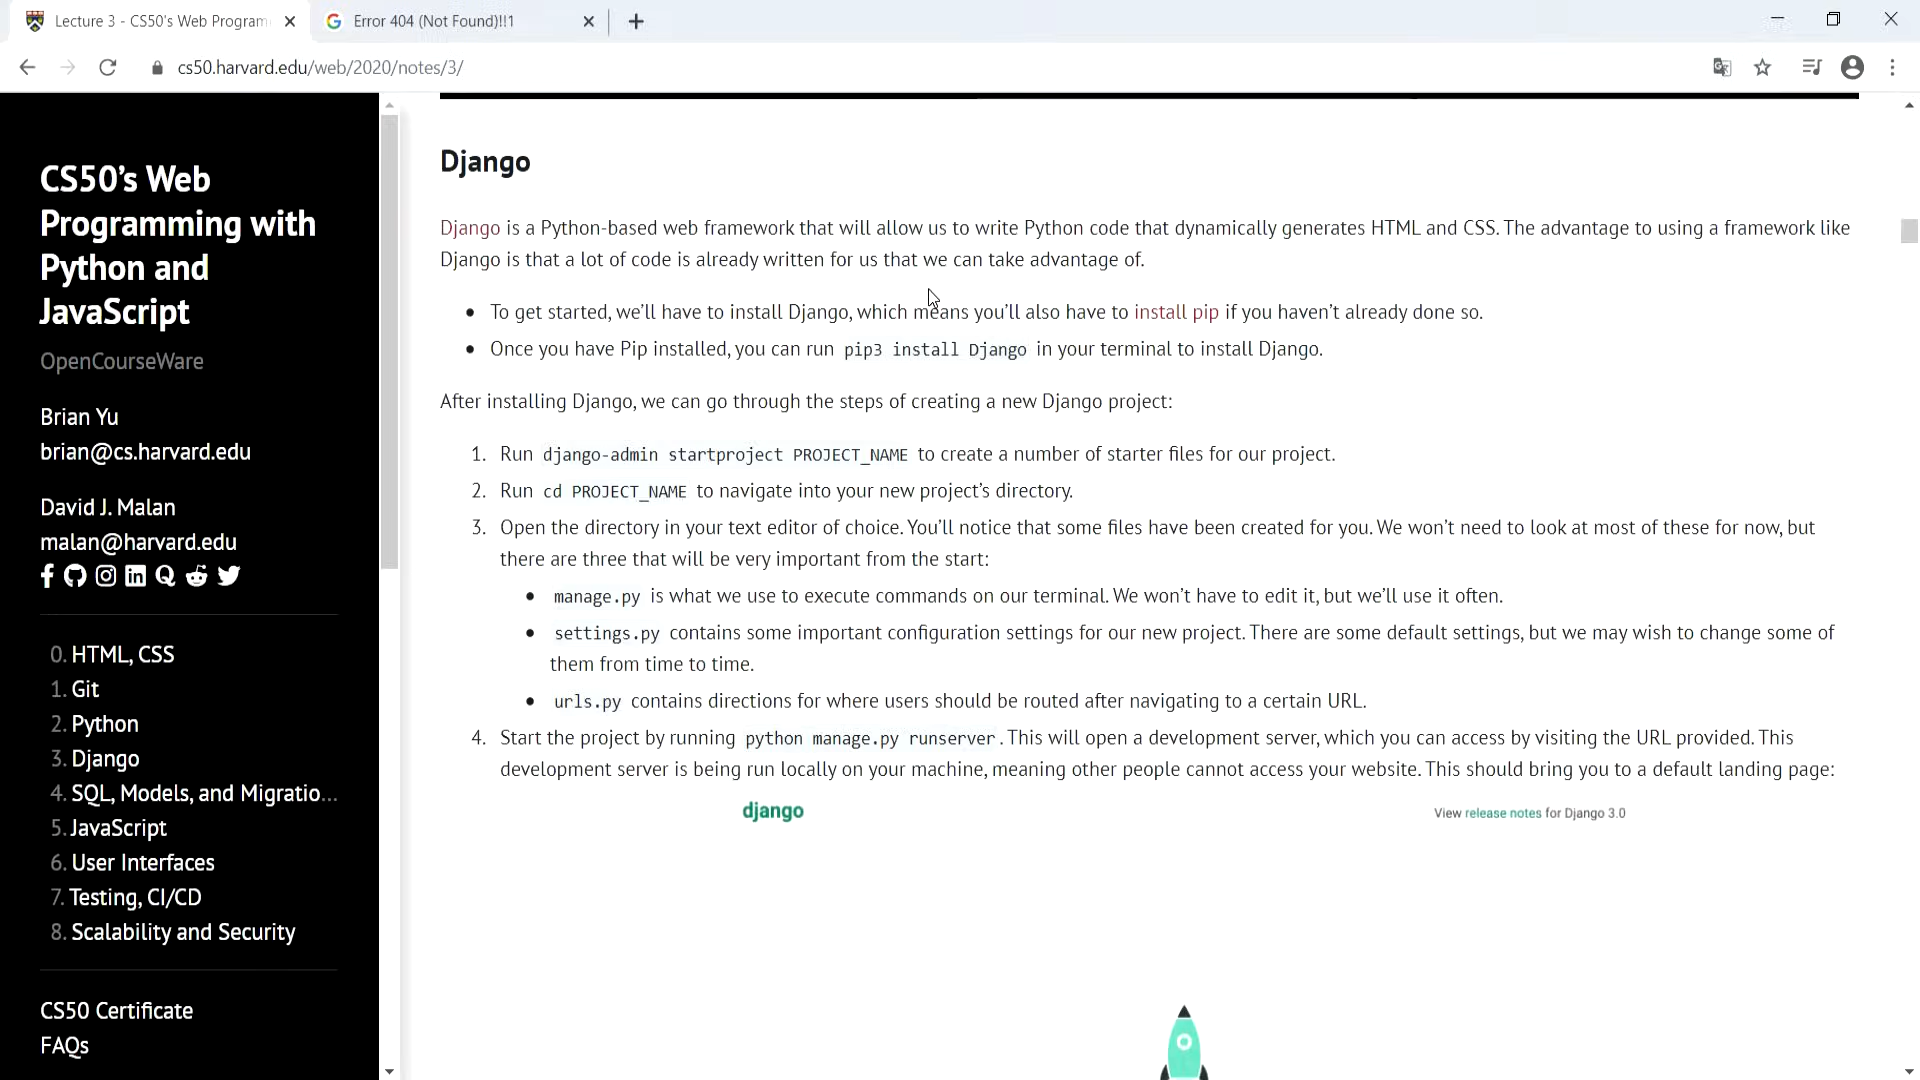 Lecture 3 - CS50's Web Program
Error 404 (Not Found)!!1
cs50.harvard.edu/web/2020/notes/3/
CS50’s Web
Programming with
Python and
JavaScript
OpenCourseWare
Brian Yu
brian@cs.harvard.edu
David J. Malan
malan@harvard.edu
0. HTML, CSS
1. Git
2. Python
3. Django
4. SQL, Models, and Migratio...
5. JavaScript
6. User Interfaces
7. Testing, CI/CD
8. Scalability and Security
CS50 Certificate
FAQs
Django
Django is a Python-based web framework that will allow us to write Python code that dynamically generates HTML and CSS. The advantage to using a framework like
Django is that a lot of code is already written for us that we can take advantage of.
• To get started, we’ll have to install Django, which means you’ll also have to install pip if you haven’t already done so.
• Once you have Pip installed, you can run pip3 install Django in your terminal to install Django.
After installing Django, we can go through the steps of creating a new Django project:
1. Run django-admin startproject PROJECT_NAME to create a number of starter files for our project.
2. Run cd PROJECT_NAME to navigate into your new project’s directory.
3. Open the directory in your text editor of choice. You’ll notice that some files have been created for you. We won’t need to look at most of these for now, but
there are three that will be very important from the start:
• manage.py is what we use to execute commands on our terminal. We won’t have to edit it, but we’ll use it often.
• settings.py contains some important configuration settings for our new project. There are some default settings, but we may wish to change some of
them from time to time.
• urls.py contains directions for where users should be routed after navigating to a certain URL.
4. Start the project by running python manage.py runserver. This will open a development server, which you can access by visiting the URL provided. This
development server is being run locally on your machine, meaning other people cannot access your website. This should bring you to a default landing page:
django
View release notes for Django 3.0